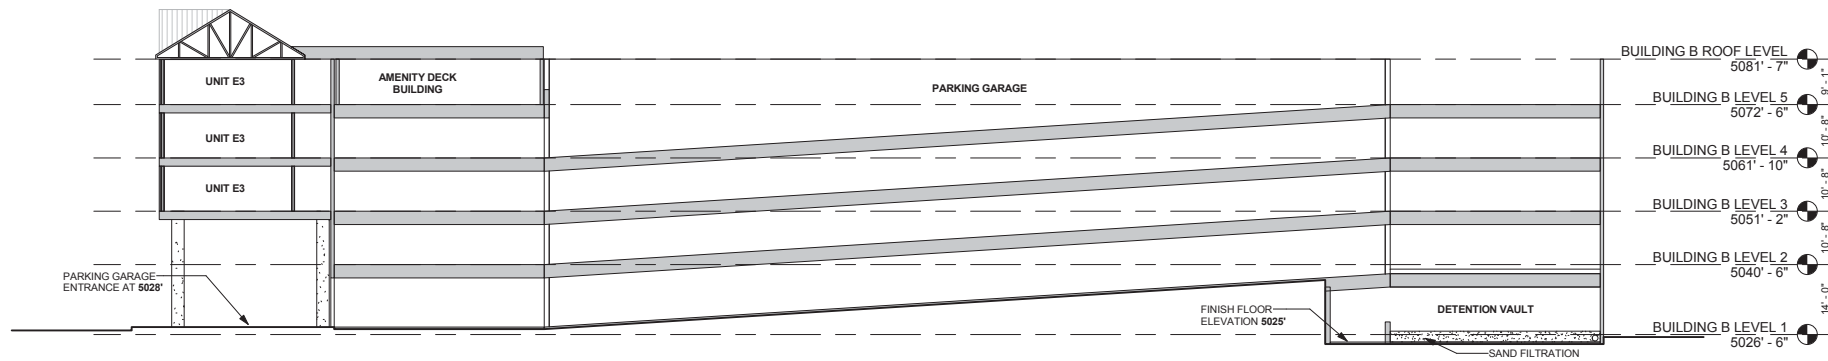 BUILDING B ROOF LEVEL
5081' - 7"
UNIT E3
AMENITY DECK
BUILDING
PARKING GARAGE
9' - 1"
BUILDING B LEVEL 5
5072' - 6"
UNIT E3
10' - 8"
BUILDING B LEVEL 4
5061' - 10"
UNIT E3
10' - 8"
BUILDING B LEVEL 3
5051' - 2"
10' - 8"
BUILDING B LEVEL 2
5040' - 6"
PARKING GARAGE
ENTRANCE AT 5028'
14' - 0"
FINISH FLOOR
ELEVATION 5025'
DETENTION VAULT
BUILDING B LEVEL 1
5026' - 6"
SAND FILTRATION